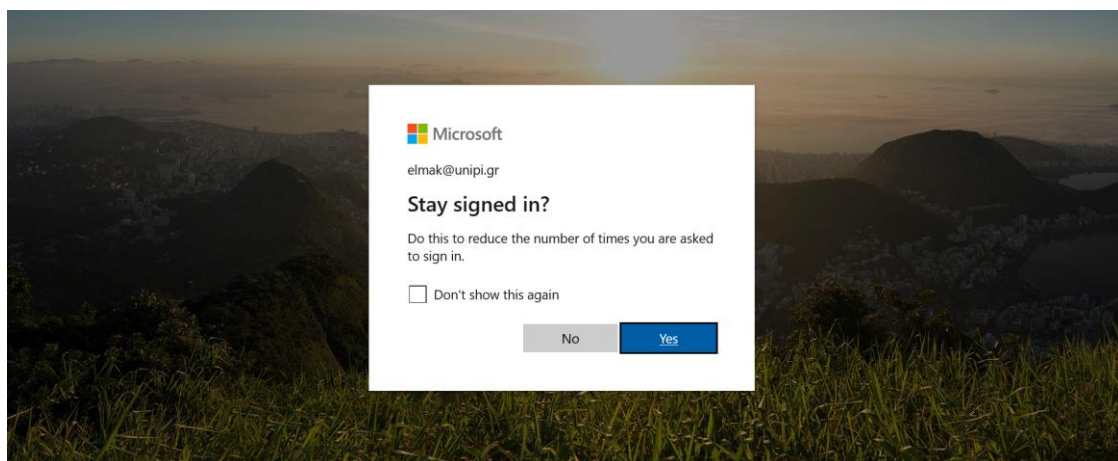 Microsoft
elmak@unipi.gr
Stay signed in?
Do this to reduce the number of times you are asked
to sign in.
Don't show this again
No
Yes